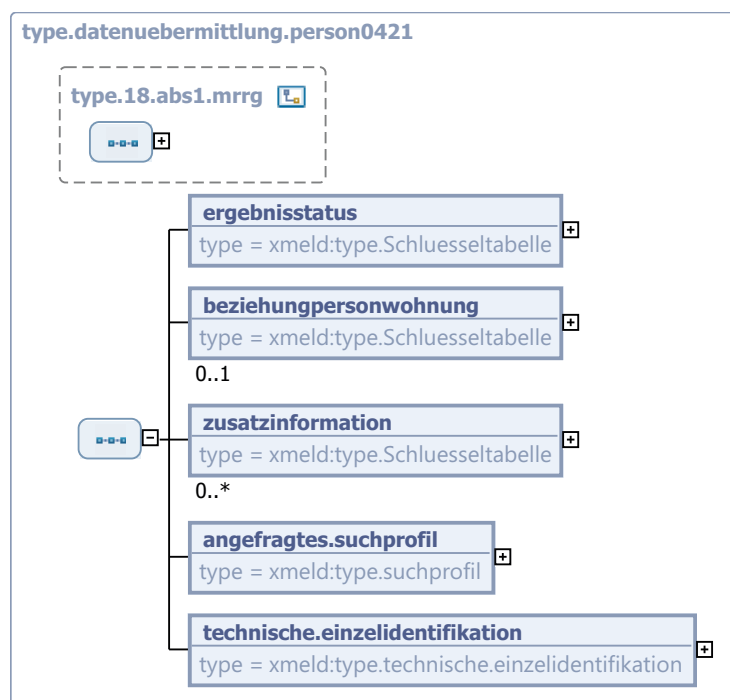 type.datenuebermittlung.person0421
type.18.abs1.mrrg
ergebnisstatus
type = xmeld:type.Schluesseltabelle
beziehungpersonwohnung
type = xmeld:type.Schluesseltabelle
0..1
zusatzinformation
type = xmeld:type.Schluesseltabelle
0..*
angefragtes.suchprofil
type = xmeld:type.suchprofil
technische.einzelidentifikation
type = xmeld:type.technische.einzelidentifikation